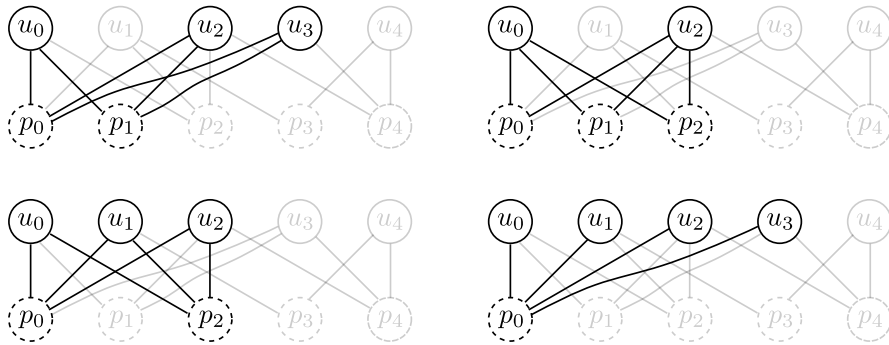 u₀ u₁ u₂ u₃ u₄ u₀ u₁ u₂ u₃ u₄
p₀ p₁ p₂ p₃ p₄ p₀ p₁ p₂ p₃ p₄
u₀ u₁ u₂ u₃ u₄ u₀ u₁ u₂ u₃ u₄
p₀ p₁ p₂ p₃ p₄ p₀ p₁ p₂ p₃ p₄